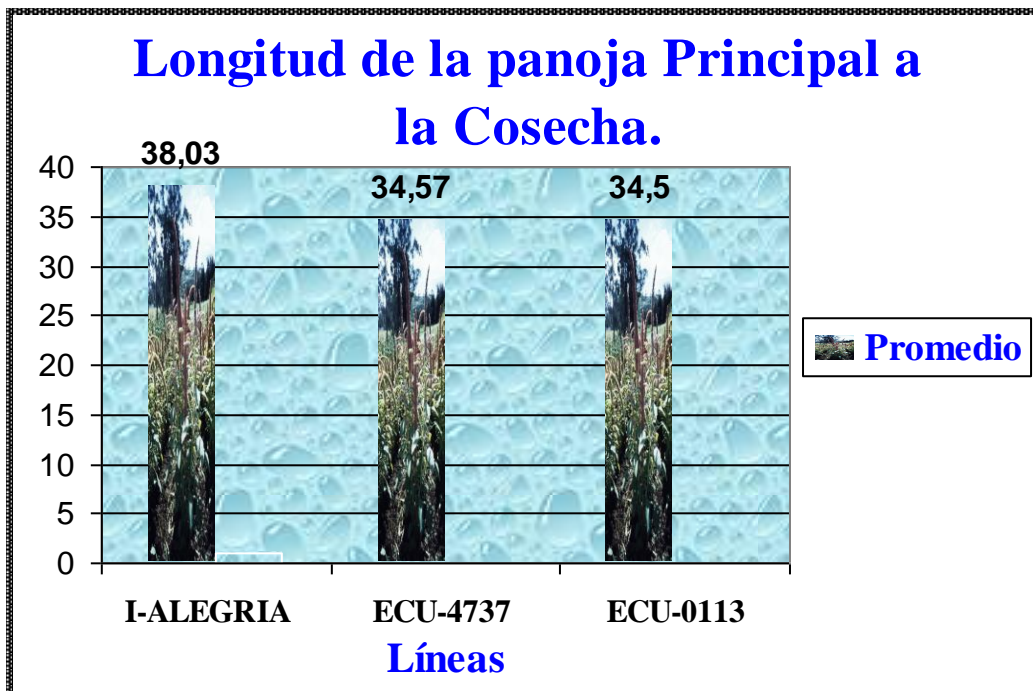 Longitud de la panoja Principal a
la Cosecha.
38,03
34,57
34,5
40
35
30
25
20
15
10
5
0
I-ALEGRIA
ECU-4737
ECU-0113
Líneas
Promedio